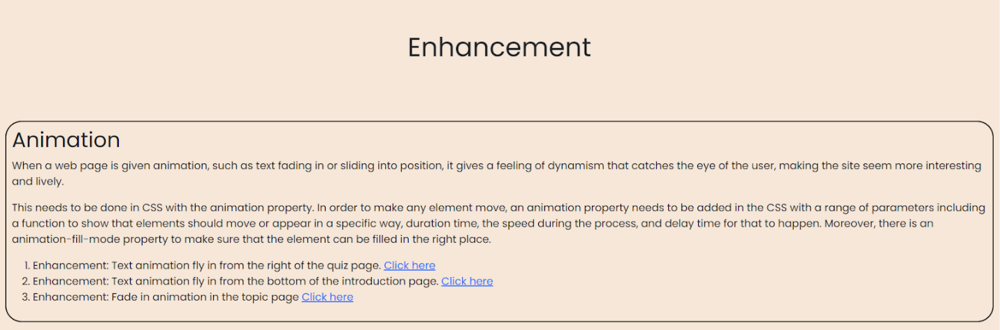 Enhancement
Animation
When a web page is given animation, such as text fading in or sliding into position, it gives a feeling of dynamism that catches the eye of the user, making the site seem more interesting
and lively.
This needs to be done in CSS with the animation property. In order to make any element move, an animation property needs to be added in the CSS with a range of parameters including
a function to show that elements should move or appear in a specific way, duration time, the speed during the process, and delay time for that to happen. Moreover, there is an
animation-fill-mode property to make sure that the element can be filled in the right place.
1. Enhancement: Text animation fly in from the right of the quiz page. Click here
2. Enhancement: Text animation fly in from the bottom of the introduction page. Click here
3. Enhancement: Fade in animation in the topic page Click here